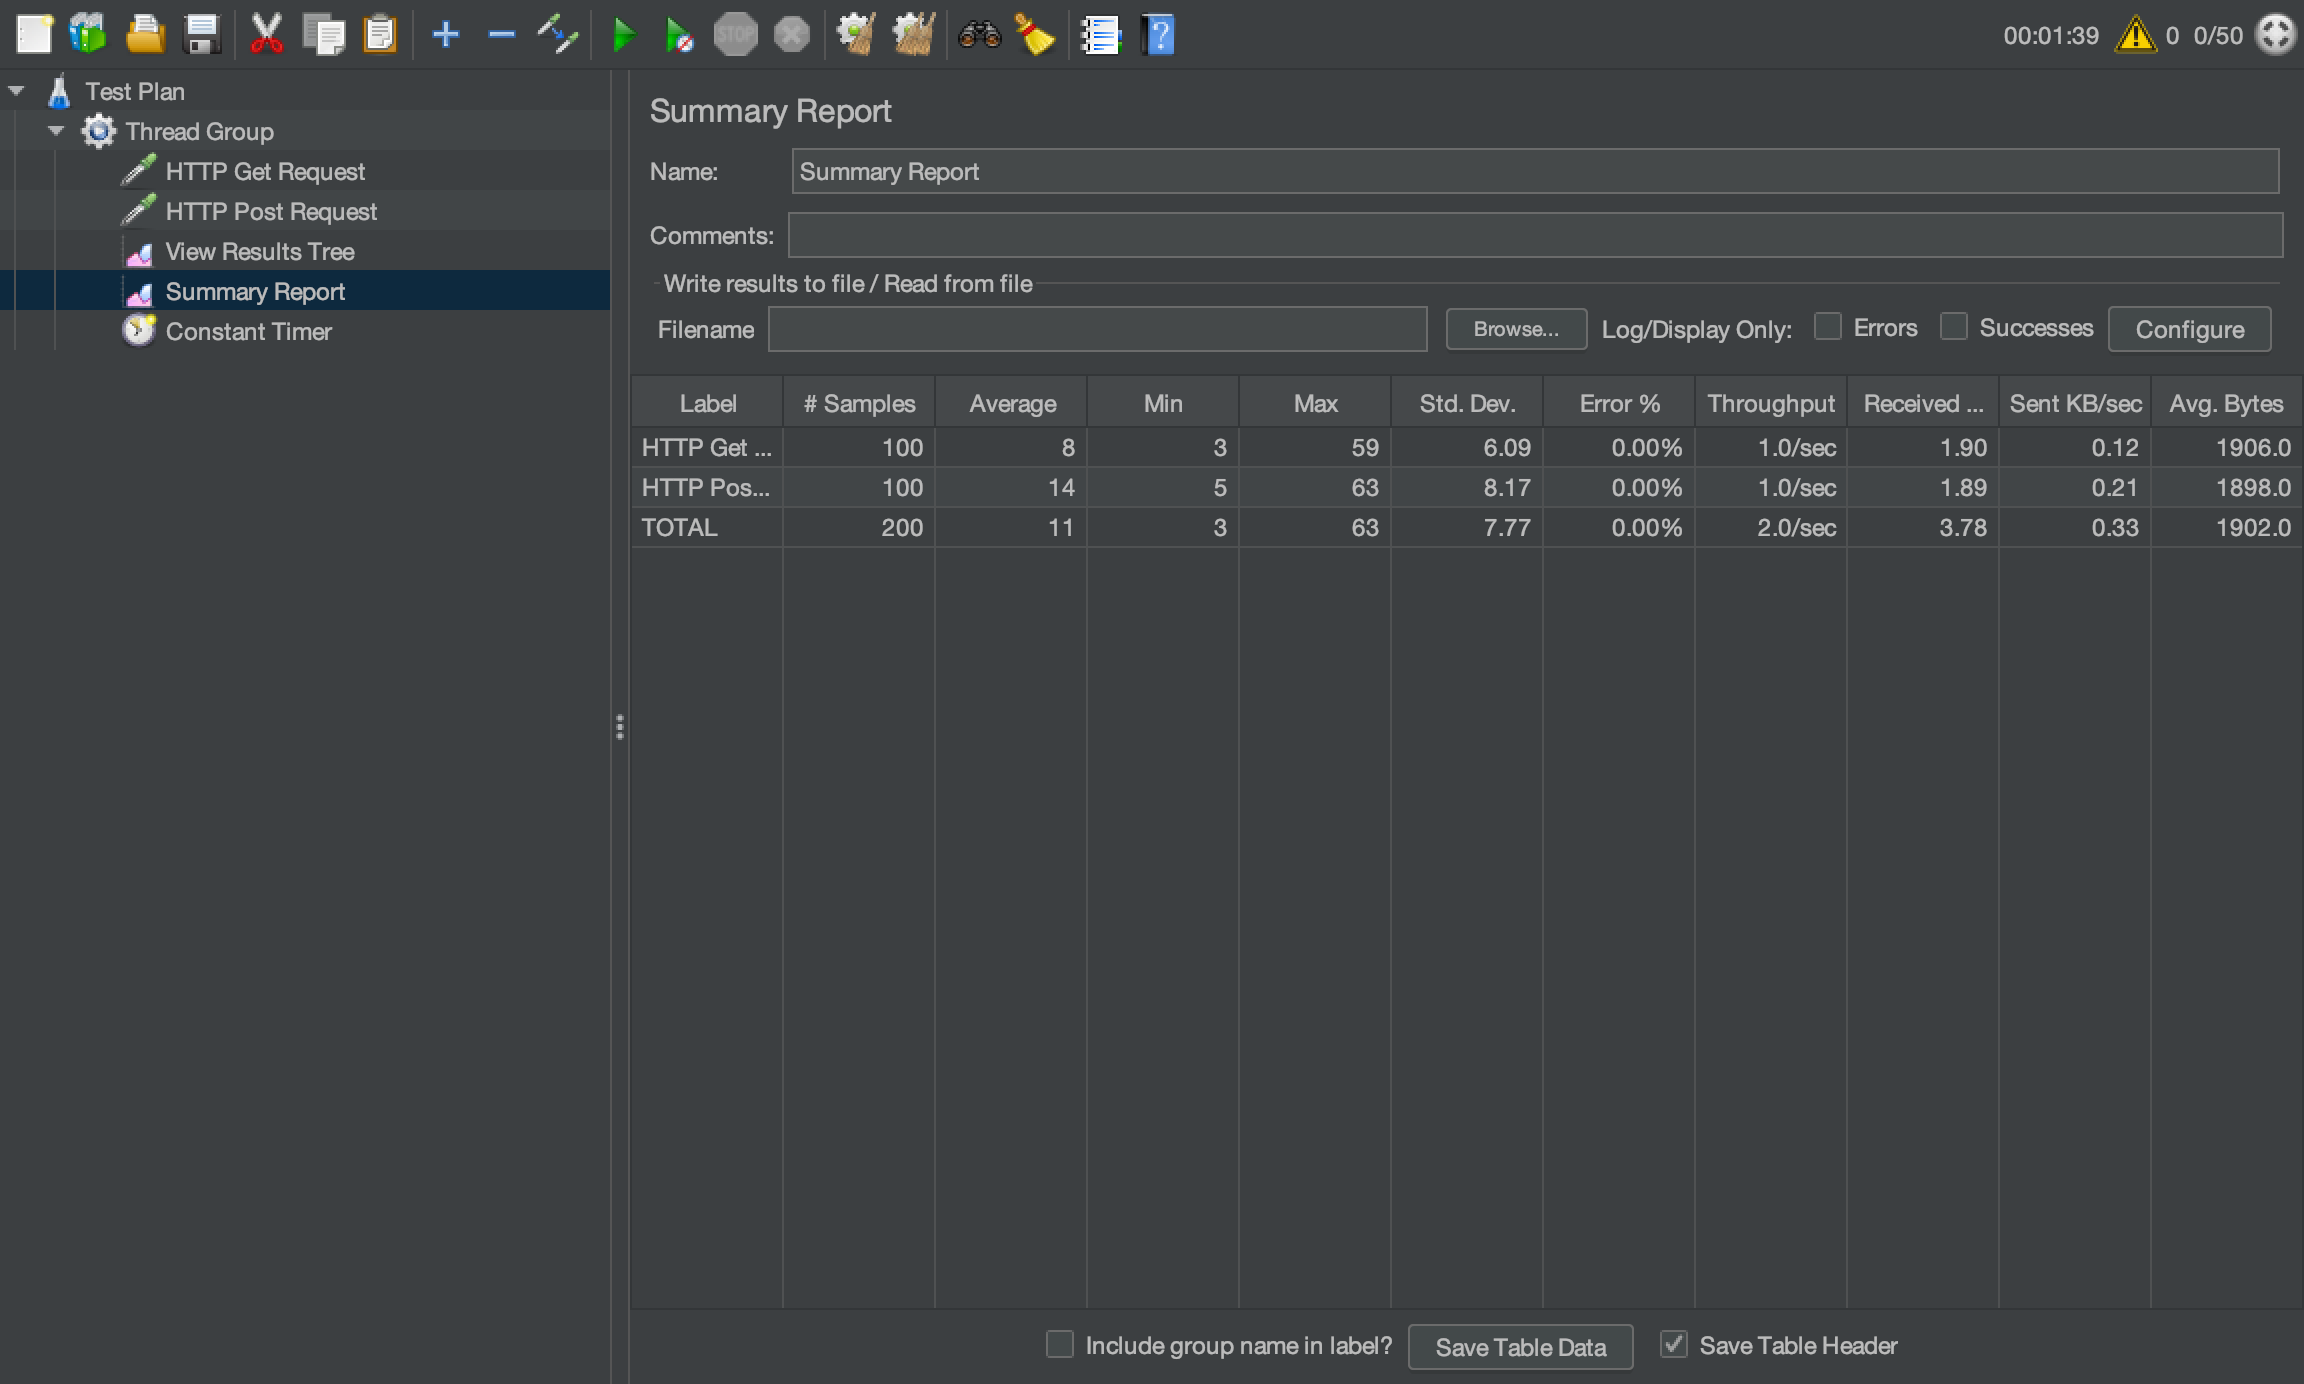 STOP
?
00:01:39 0 0/50
Test Plan
Thread Group
HTTP Get Request
HTTP Post Request
View Results Tree
Summary Report
Constant Timer
Summary Report
Name: Summary Report
Comments:
Write results to file / Read from file
Filename Browse... Log/Display Only: Errors Successes Configure
Label # Samples Average Min Max Std. Dev. Error % Throughput Received ... Sent KB/sec Avg. Bytes
HTTP Get ... 100 8 3 59 6.09 0.00% 1.0/sec 1.90 0.12 1906.0
HTTP Pos... 100 14 5 63 8.17 0.00% 1.0/sec 1.89 0.21 1898.0
TOTAL 200 11 3 63 7.77 0.00% 2.0/sec 3.78 0.33 1902.0
Include group name in label? Save Table Data Save Table Header